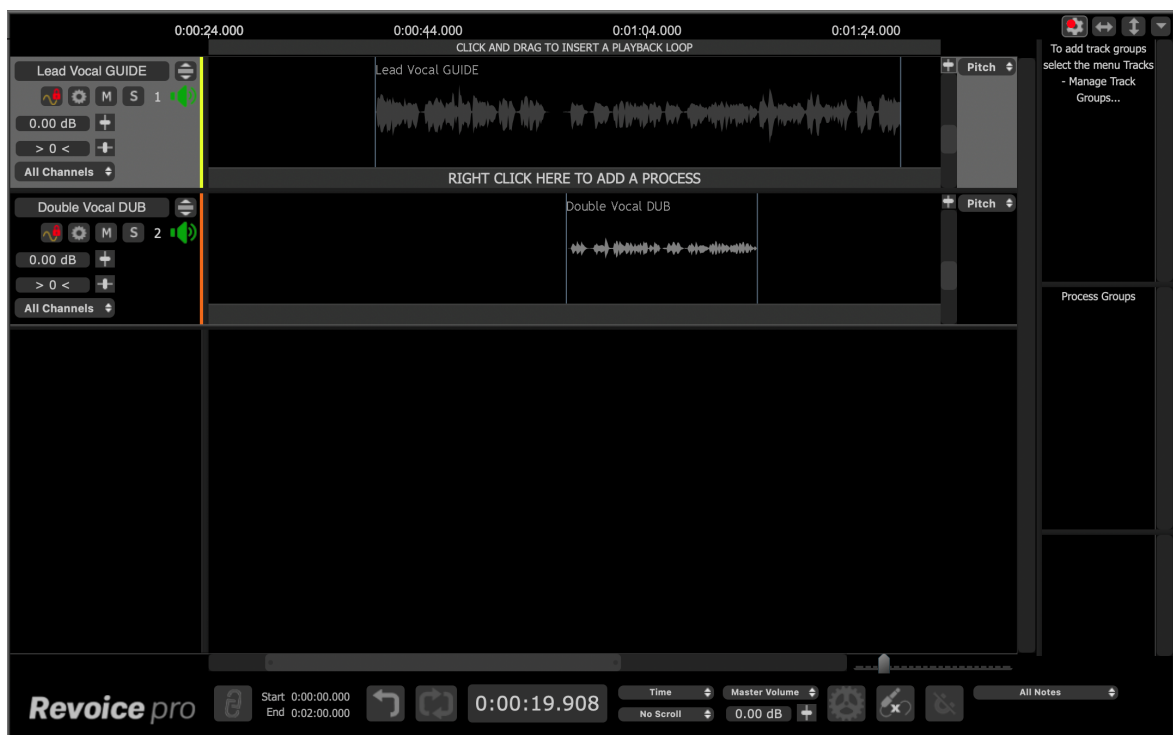 0:00:24.000 0:00:44.000 0:01:04.000 0:01:24.000
CLICK AND DRAG TO INSERT A PLAYBACK LOOP
To add track groups
select the menu Tracks
- Manage Track
Groups...
Lead Vocal GUIDE
M S 1
0.00 dB
> 0 <
All Channels
Lead Vocal GUIDE
Pitch
RIGHT CLICK HERE TO ADD A PROCESS
Double Vocal DUB
M S 2
0.00 dB
> 0 <
All Channels
Double Vocal DUB
Pitch
Process Groups
Revoice pro
Start 0:00:00.000
End 0:02:00.000
0:00:19.908
Time
No Scroll
Master Volume
0.00 dB
x
All Notes